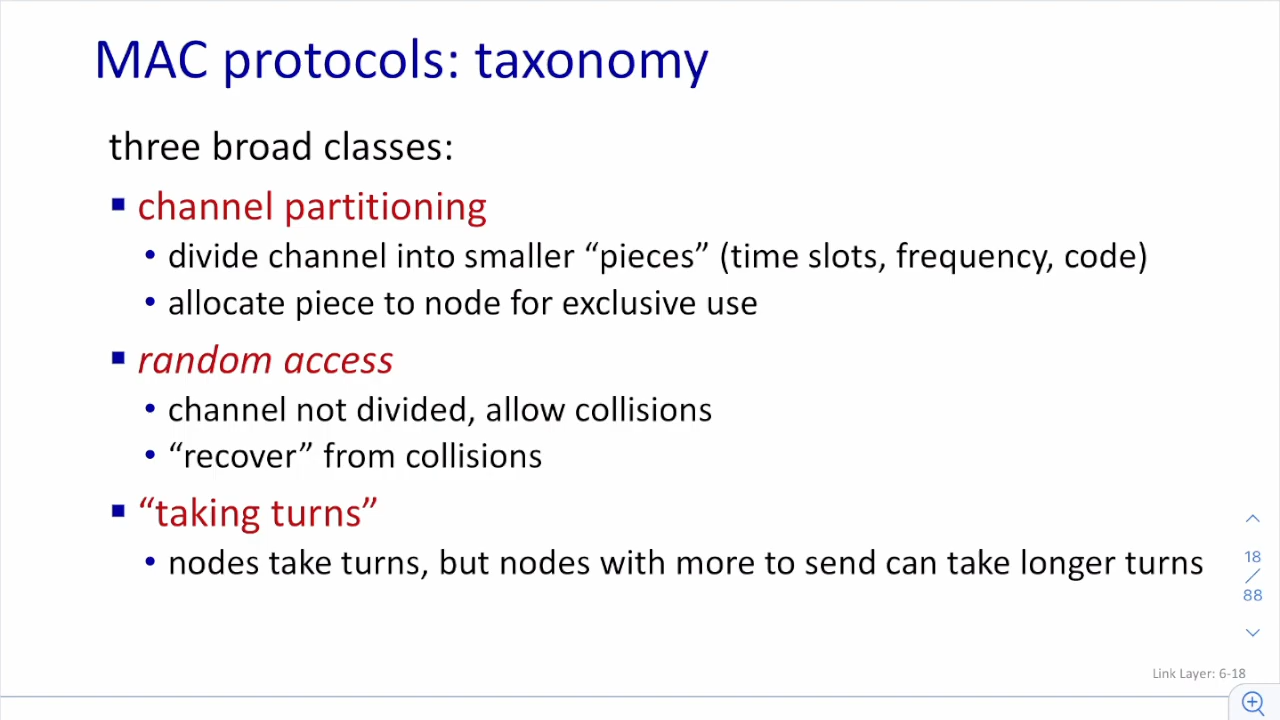 MAC protocols: taxonomy
three broad classes:
▪ channel partitioning
• divide channel into smaller “pieces” (time slots, frequency, code)
• allocate piece to node for exclusive use
▪ random access
• channel not divided, allow collisions
• “recover” from collisions
▪ “taking turns”
• nodes take turns, but nodes with more to send can take longer turns
18
/
88
Link Layer: 6-18